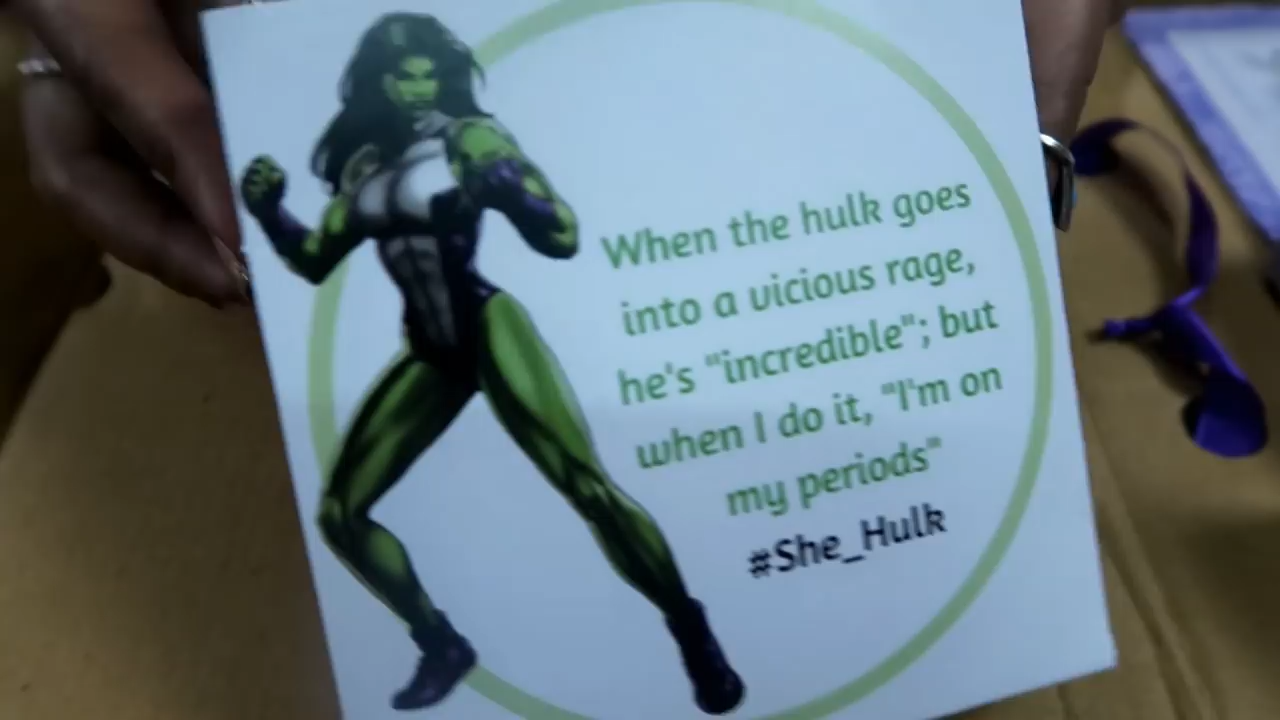 When the hulk goes
into a vicious rage,
he's "incredible"; but
when I do it, "I'm on
my periods"
#She_Hulk